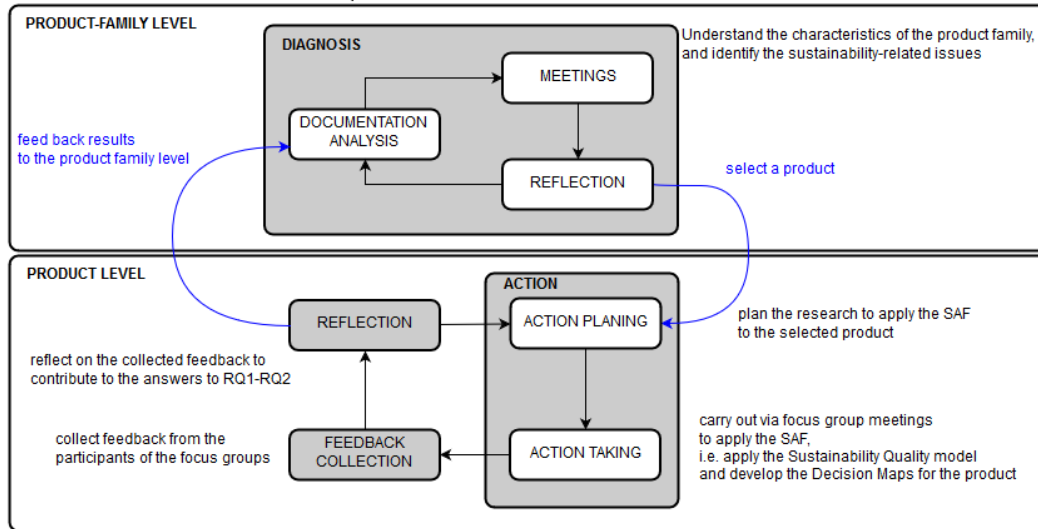 PRODUCT-FAMILY LEVEL
DIAGNOSIS
Understand the characteristics of the product family,
and identify the sustainability-related issues
MEETINGS
DOCUMENTATION
ANALYSIS
feed back results
to the product family level
REFLECTION
select a product
PRODUCT LEVEL
ACTION
REFLECTION
ACTION PLANING
plan the research to apply the SAF
to the selected product
reflect on the collected feedback to
contribute to the answers to RQ1-RQ2
collect feedback from the
participants of the focus groups
FEEDBACK
COLLECTION
ACTION TAKING
carry out via focus group meetings
to apply the SAF,
i.e. apply the Sustainability Quality model
and develop the Decision Maps for the product